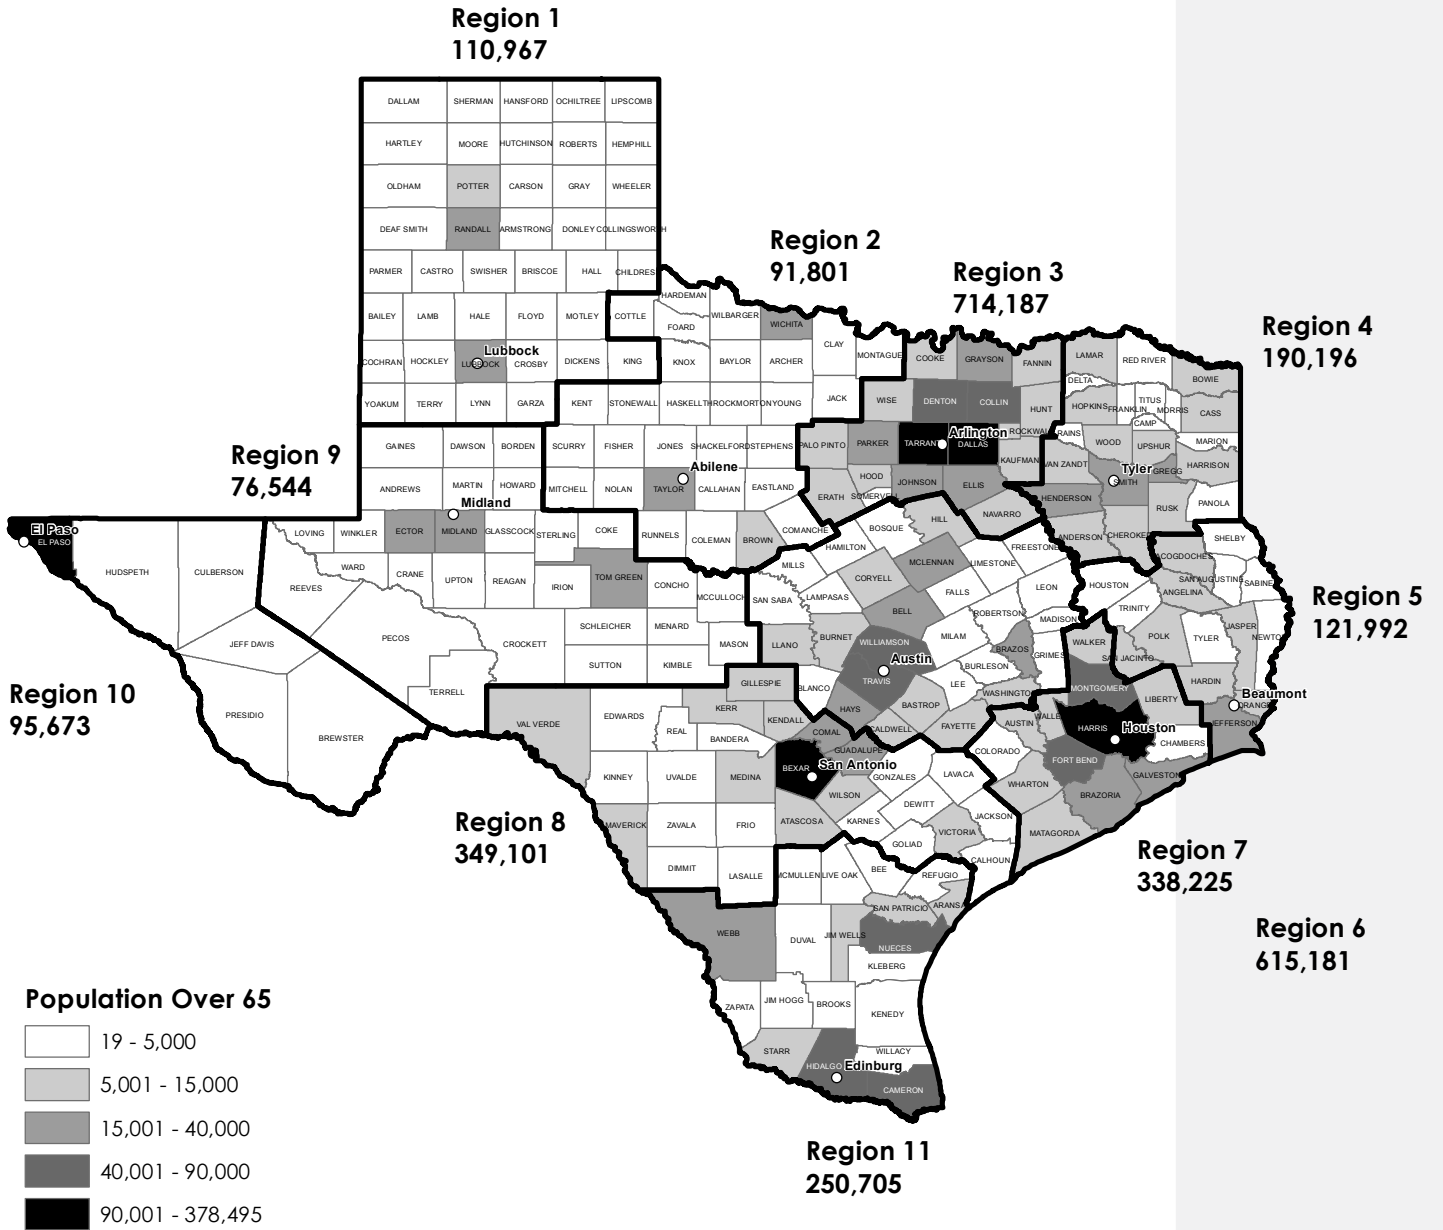 Region 1
110,967
DALLAM SHERMAN HANSFORD OCHILTREE LIPSCOMB
HARTLEY MOORE HUTCHINSON ROBERTS HEMPHILL
OLDHAM POTTER CARSON GRAY WHEELER
DEAF SMITH RANDALL ARMSTRONG DONLEY COLLINGSWORTH
PARMER CASTRO SWISHER BRISCOE HALL CHILDRES
BAILEY LAMB HALE FLOYD MOTLEY COTTLE
COCHRAN HOCKLEY LUBBOCK CROSBY DICKENS KING
Lubbock
YOAKUM TERRY LYNN GARZA KENT STONEWALL HASKELL THROCKMORTON YOUNG JACK
Region 2
91,801
HARDEMAN
FOARD WILBARGER WICHITA
KNOX BAYLOR ARCHER CLAY MONTAGUE
Region 3
714,187
COOKE GRAYSON FANNIN
WISE DENTON COLLIN HUNT
PALO PINTO PARKER TARRANT DALLAS ROCKWAL
Arlington
KAUFMAN
HOOD JOHNSON ELLIS
ERATH SOMERVELL NAVARRO
Region 4
190,196
LAMAR RED RIVER BOWIE
DELTA
HOPKINS FRANKLIN TITUS MORRIS CASS
CAMP
RAINS WOOD UPSHUR MARION
VAN ZANDT SMITH GREGG HARRISON
Tyler
HENDERSON RUSK PANOLA
ANDERSON CHEROKEE
Region 9
76,544
GAINES DAWSON BORDEN SCURRY FISHER JONES SHACKELFORD STEPHENS
ANDREWS MARTIN HOWARD MITCHELL NOLAN TAYLOR CALLAHAN EASTLAND
Abilene
Midland
LOVING WINKLER ECTOR MIDLAND GLASSCOCK STERLING COKE RUNNELS COLEMAN BROWN COMANCHE
WARD CRANE UPTON REAGAN IRION TOM GREEN CONCHO MCCULLOCH
REEVES PECOS CROCKETT SCHLEICHER MENARD MASON
SUTTON KIMBLE
TERRELL
El Paso
EL PASO HUDSPETH CULBERSON
JEFF DAVIS
PRESIDIO BREWSTER
Region 10
95,673
HAMILTON BOSQUE HILL
MILLS CORYELL MCLENNAN LIMESTONE FREESTONE
SAN SABA LAMPASAS BELL FALLS LEON
ROBERTSON MADISON
LLANO BURNET WILLIAMSON MILAM BRAZOS GRIMES
Austin
BLANCO TRAVIS BURLESON
LEE WASHINGTON
HAYS BASTROP
CALDWELL FAYETTE
Region 5
121,992
SHELBY
ACOGDOCHES
HOUSTON SAN AUGUSTINE SABINE
ANGELINA
TRINITY
POLK TYLER JASPER NEWTO
SAN JACINTO
HARDIN
Beaumont
ORANGE
JEFFERSON
WALKER
MONTGOMERY LIBERTY
AUSTIN WALLE HARRIS
Houston
CHAMBERS
COLORADO FORT BEND
WHARTON BRAZORIA GALVESTON
MATAGORDA
Region 7
338,225
Region 6
615,181
VAL VERDE EDWARDS KERR GILLESPIE
REAL KENDALL
BANDERA COMAL
GUADALUPE
KINNEY UVALDE MEDINA BEXAR
San Antonio
GONZALES LAVACA
WILSON
DEWITT
MAVERICK ZAVALA FRIO ATASCOSA KARNES JACKSON
GOLIAD VICTORIA
DIMMIT LASALLE CALHOUN
Region 8
349,101
MCMULLEN LIVE OAK BEE REFUGIO
SAN PATRICIO ARANSA
WEBB DUVAL JIM WELLS NUECES
KLEBERG
ZAPATA JIM HOGG BROOKS KENEDY
STARR HIDALGO WILLACY
Edinburg
CAMERON
Region 11
250,705
Population Over 65
19 - 5,000
5,001 - 15,000
15,001 - 40,000
40,001 - 90,000
90,001 - 378,495